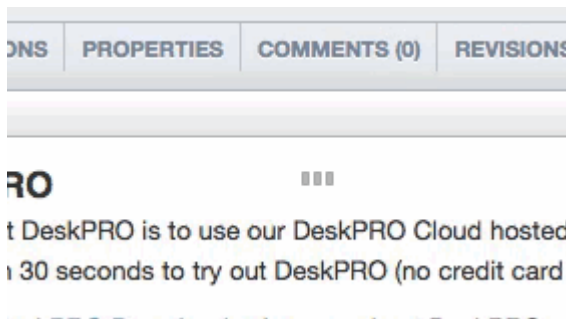 PROPERTIES COMMENTS (0) REVISIONS
t DeskPRO is to use our DeskPRO Cloud hosted
30 seconds to try out DeskPRO (no credit card